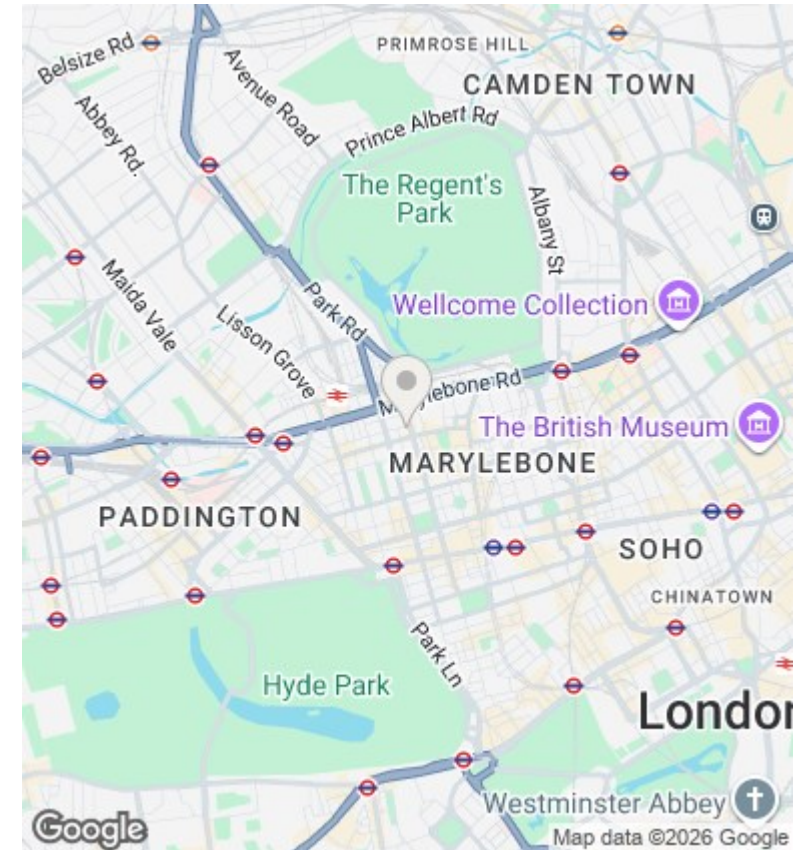 PRIMROSE HILL
Belsize Rd
Avenue Road
CAMDEN TOWN
Abbey Rd.
Prince Albert Rd
The Regent's
Park
Albany St
Maida Vale
Wellcome Collection
Park Rd
Lisson Grove
Marylebone Rd
The British Museum
MARYLEBONE
PADDINGTON
SOHO
CHINATOWN
Park Ln
Hyde Park
London
Westminster Abbey
Google
Map data ©2026 Google